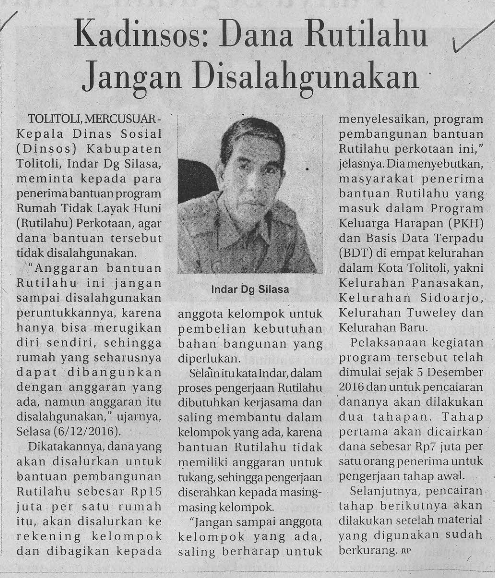 Kadinsos: Dana Rutilahu
Jangan Disalahgunakan
TOLITOLI, MERCUSUAR -
Kepala Dinas Sosial
(Dinsos) Kabupaten
Tolitoli, Indar Dg Silasa,
meminta kepada para
penerima bantuan program
Rumah Tidak Layak Huni
(Rutilahu) Perkotaan, agar
dana bantuan tersebut
tidak disalahgunakan.
"Anggaran bantuan
Rutilahu ini jangan
sampai disalahgunakan
peruntukkannya, karena
hanya bisa merugikan
diri sendiri, sehingga
rumah yang seharusnya
dapat dibangunkan
dengan anggaran yang
ada, namun anggaran itu
disalahgunakan," ujarnya,
Selasa (6/12/2016).
Dikatakannya, dana yang
akan disalurkan untuk
bantuan pembangunan
Rutilahu sebesar Rp15
juta per satu rumah
itu, akan disalurkan ke
rekening kelompok
dan dibagikan kepada
Indar Dg Silasa
anggota kelompok untuk
pembelian kebutuhan
bahan bangunan yang
diperlukan.
Selain itu kata Indar, dalam
proses pengerjaan Rutilahu
dibutuhkan kerjasama dan
saling membantu dalam
kelompok yang ada, karena
bantuan Rutilahu tidak
memiliki anggaran untuk
tukang, sehingga pengerjaan
diserahkan kepada masing-
masing kelompok.
"Jangan sampai anggota
kelompok yang ada,
saling berharap untuk
menyelesaikan, program
pembangunan bantuan
Rutilahu perkotaan ini,"
jelasnya. Dia menyebutkan,
masyarakat penerima
bantuan Rutilahu yang
masuk dalam Program
Keluarga Harapan (PKH)
dan Basis Data Terpadu
(BDT) di empat kelurahan
dalam Kota Tolitoli, yakni
Kelurahan Panasakan,
Kelurahan Sidoarjo,
Kelurahan Tuweley dan
Kelurahan Baru.
Pelaksanaan kegiatan
program tersebut telah
dimulai sejak 5 Desember
2016 dan untuk pencairan
dananya akan dilakukan
dua tahapan. Tahap
pertama akan dicairkan
dana sebesar Rp7 juta per
satu orang penerima untuk
pengerjaan tahap awal.
Selanjutnya, pencairan
tahap berikutnya akan
dilakukan setelah material
yang digunakan sudah
berkurang. RP